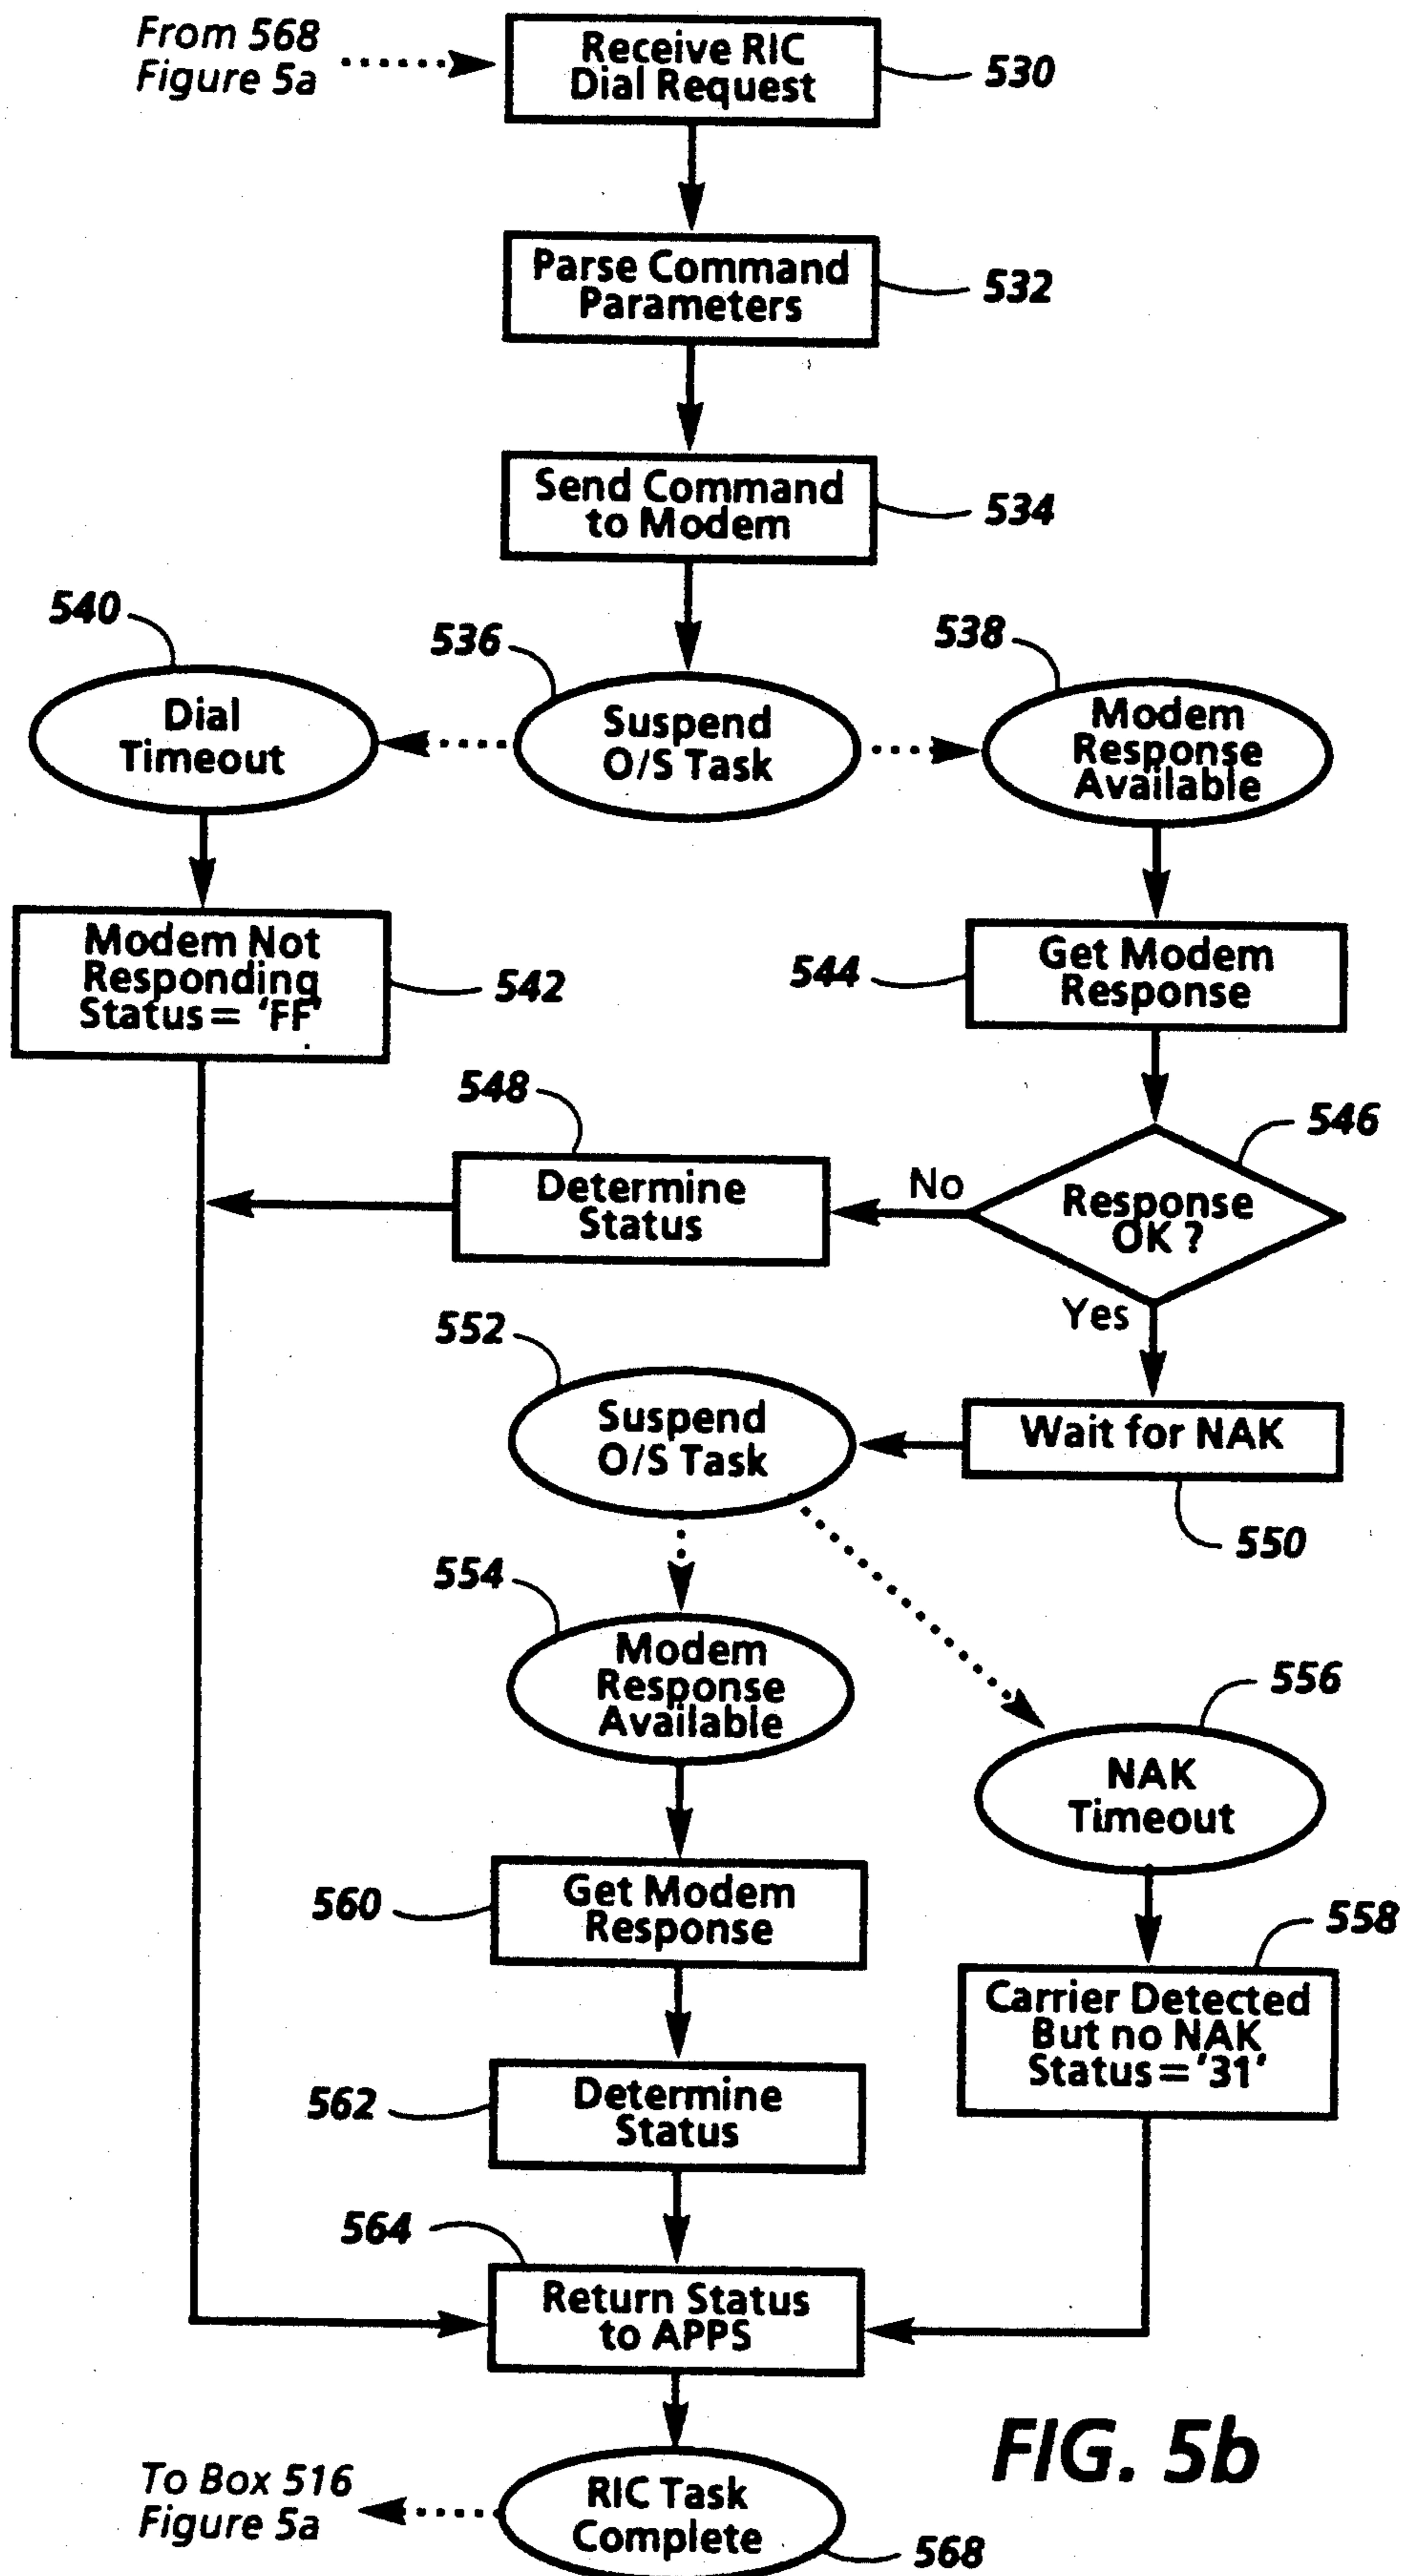 From 568
Figure 5a
Receive RIC
Dial Request
530
Parse Command
Parameters
532
Send Command
to Modem
534
540
536
538
Dial
Timeout
Suspend
O/S Task
Modem
Response
Available
Modem Not
Responding
Status= 'FF'
542
544
Get Modem
Response
548
546
Determine
Status
No
Response
OK ?
Yes
552
Suspend
O/S Task
Wait for NAK
550
554
Modem
Response
Available
556
NAK
Timeout
560
Get Modem
Response
558
Carrier Detected
But no NAK
Status='31'
562
Determine
Status
564
Return Status
to APPS
FIG. 5b
To Box 516
Figure 5a
RIC Task
Complete
568